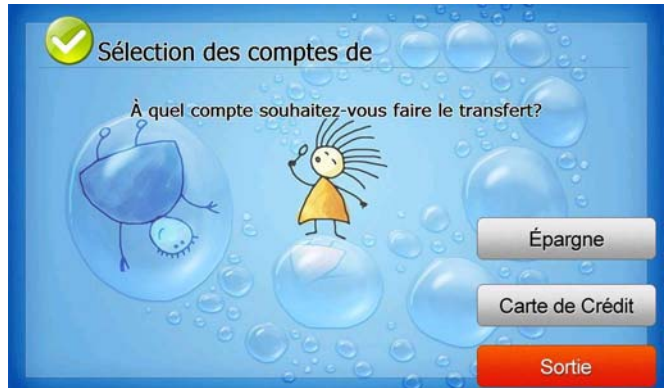 Sélection des comptes de
À quel compte souhaitez-vous faire le transfert?
Épargne
Carte de Crédit
Sortie